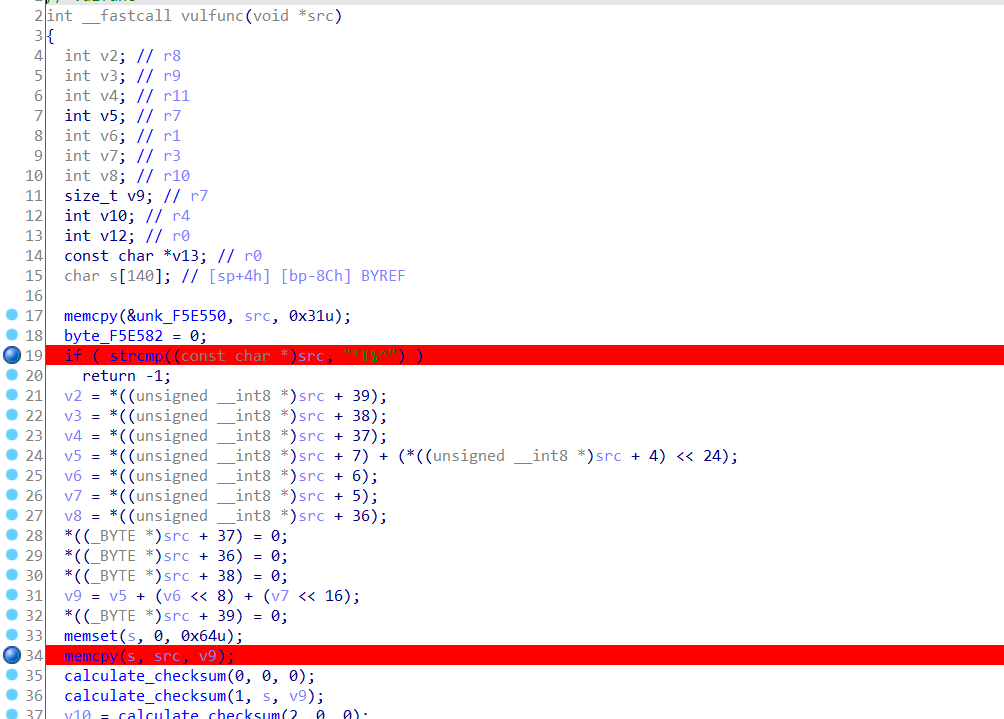 2 int __fastcall vulfunc(void *src)
3 {
4 int v2; // r8
5 int v3; // r9
6 int v4; // r11
7 int v5; // r7
8 int v6; // r1
9 int v7; // r3
10 int v8; // r10
11 size_t v9; // r7
12 int v10; // r4
13 int v12; // r0
14 const char *v13; // r0
15 char s[140]; // [sp+4h] [bp-8Ch] BYREF
16
17 memcpy(&unk_F5E550, src, 0x31u);
18 byte_F5E582 = 0;
19 if ( strcmp((const char *)src, "*#$^") )
20 return -1;
21 v2 = *((unsigned __int8 *)src + 39);
22 v3 = *((unsigned __int8 *)src + 38);
23 v4 = *((unsigned __int8 *)src + 37);
24 v5 = *((unsigned __int8 *)src + 7) + (*((unsigned __int8 *)src + 4) << 24);
25 v6 = *((unsigned __int8 *)src + 6);
26 v7 = *((unsigned __int8 *)src + 5);
27 v8 = *((unsigned __int8 *)src + 36);
28 *((_BYTE *)src + 37) = 0;
29 *((_BYTE *)src + 36) = 0;
30 *((_BYTE *)src + 38) = 0;
31 v9 = v5 + (v6 << 8) + (v7 << 16);
32 *((_BYTE *)src + 39) = 0;
33 memset(s, 0, 0x64u);
34 memcpy(s, src, v9);
35 calculate_checksum(0, 0, 0);
36 calculate_checksum(1, s, v9);
37 v10 = calculate_checksum(2, 0, 0);